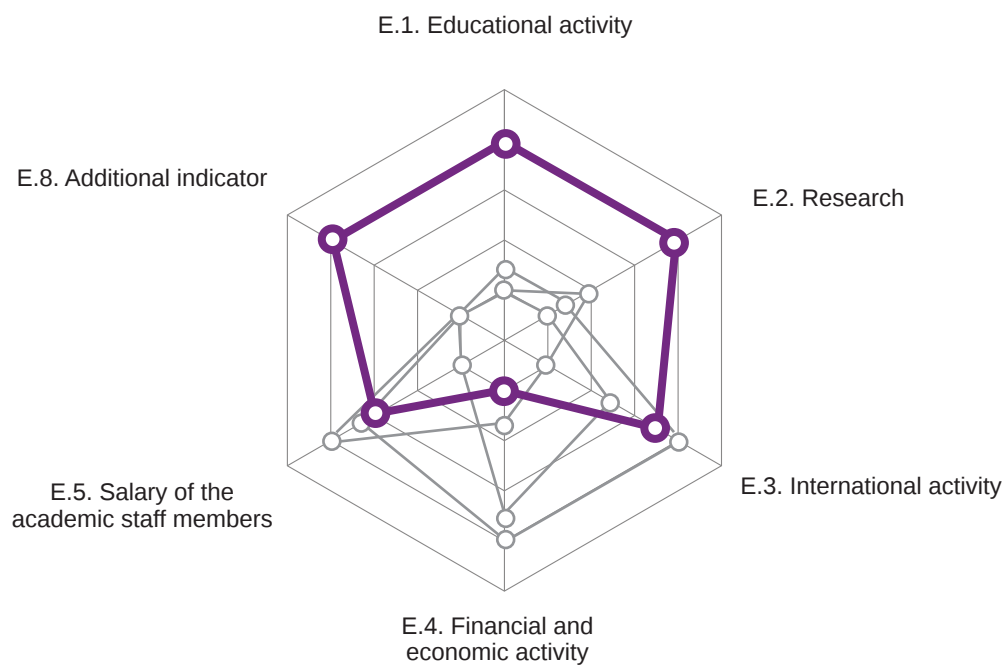 E.1. Educational activity
E.8. Additional indicator
E.2. Research
E.5. Salary of the
academic staff members
E.3. International activity
E.4. Financial and
economic activity